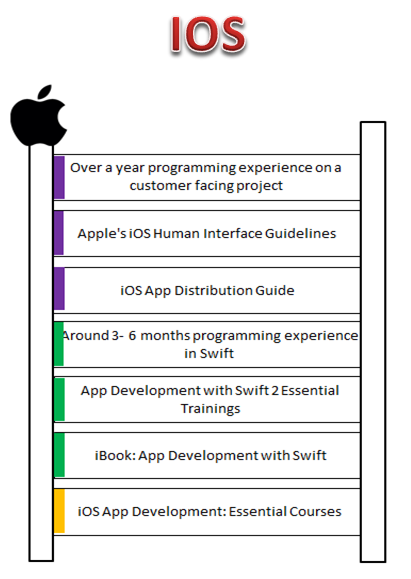 IOS
Over a year programming experience on a
customer facing project
Apple's iOS Human Interface Guidelines
iOS App Distribution Guide
Around 3- 6 months programming experience
in Swift
App Development with Swift 2 Essential
Trainings
iBook: App Development with Swift
iOS App Development: Essential Courses